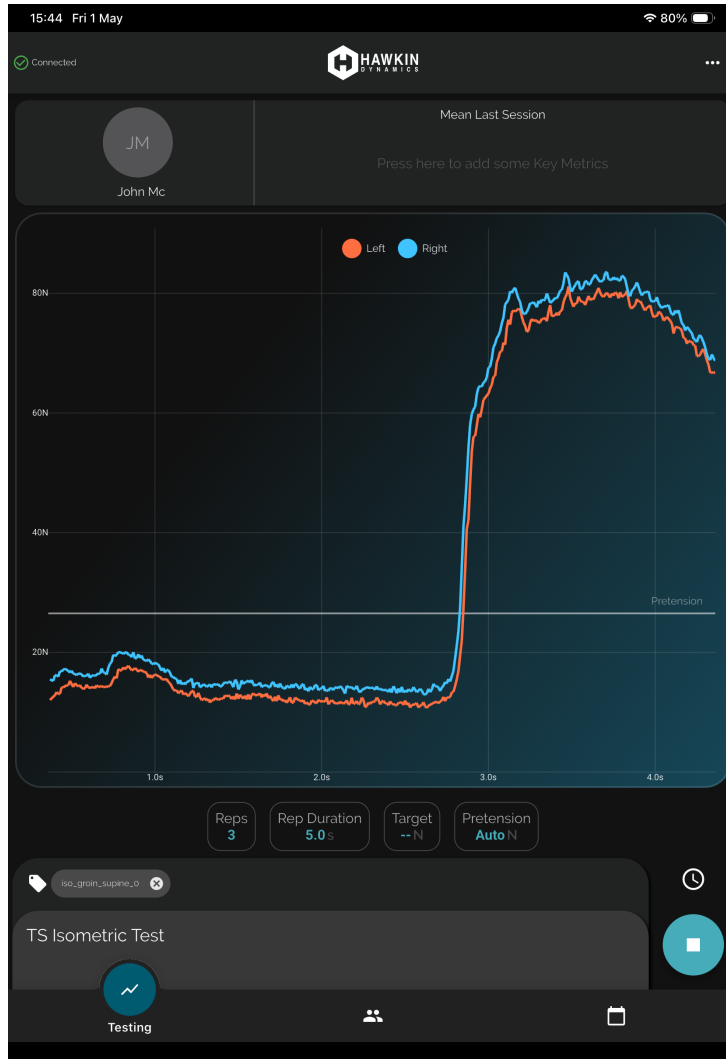 15:44 Fri 1 May
80%
Connected
HAWKIN
DYNAMICS
JM
John Mc
Mean Last Session
Press here to add some Key Metrics
Left Right
80N
60N
40N
Pretension
20N
1.0s 2.0s 3.0s 4.0s
Reps
3
Rep Duration
5.0 s
Target
-- N
Pretension
Auto N
iso_groin_supine_0
TS Isometric Test
Testing